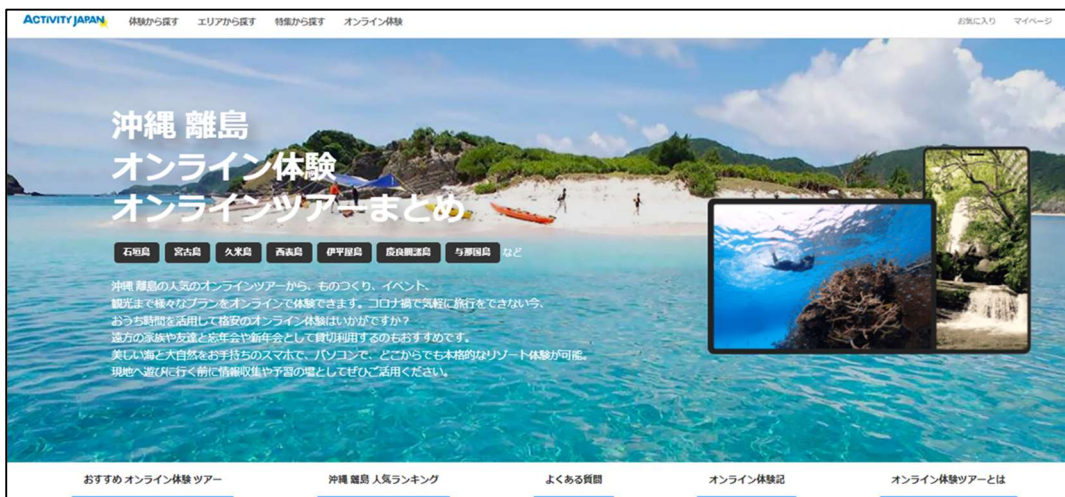 ACTIVITY JAPAN 体験から探す エリアから探す 特集から探す オンライン体験 お気に入り マイページ
沖縄 離島
オンライン体験
オンラインツアーまとめ
石垣島 宮古島 久米島 西表島 伊平屋島 慶良間諸島 与那国島 など
沖縄 離島の人気のオンラインツアーから、ものつくり、イベント、
観光まで様々なプランをオンラインで体験できます。コロナ禍で気軽に旅行をできない今、
おうち時間を活用して格安のオンライン体験はいかがですか？
遠方の家族や友達と忘年会や新年会として貸切利用するのもおすすめです。
美しい海と大自然をお手持ちのスマホで、パソコンで、どこからでも本格的なリゾート体験が可能。
現地へ遊びに行く前に情報収集や予習の場としてぜひご活用ください。
おすすめ オンライン体験 ツアー 沖縄 離島 人気ランキング よくある質問 オンライン体験記 オンライン体験ツアーとは